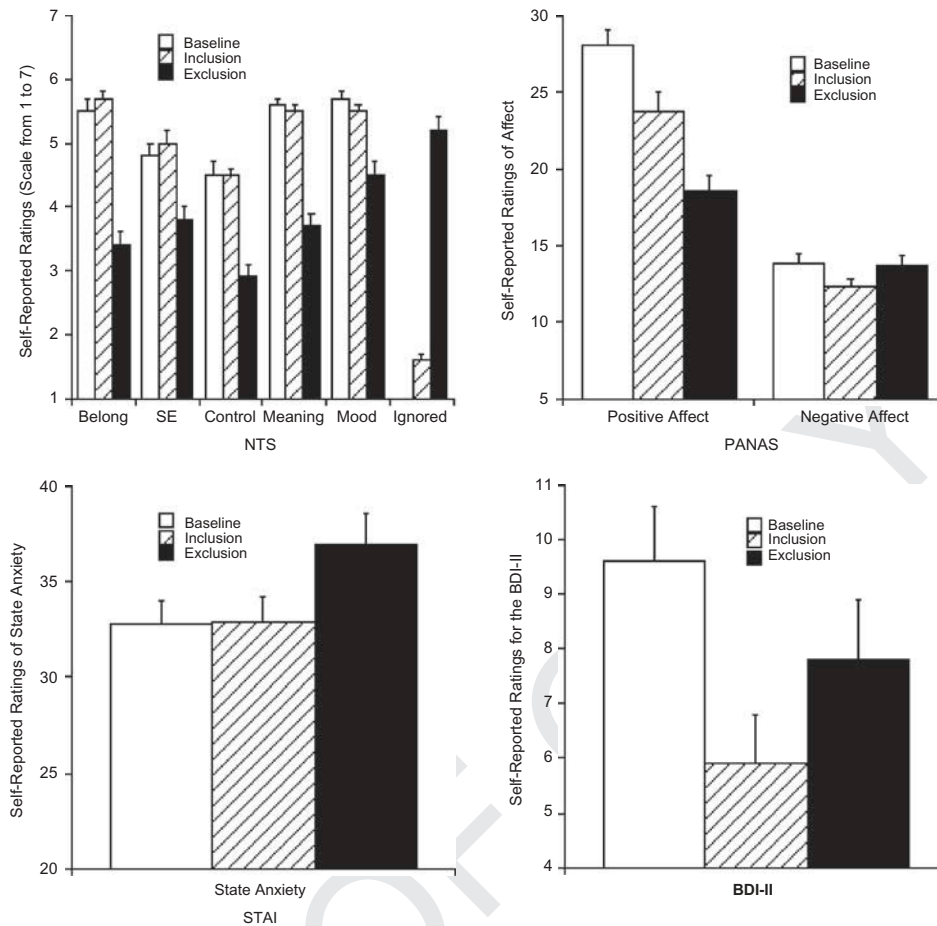 Self-Reported Ratings (Scale from 1 to 7)
7
6
5
4
3
2
1
Baseline
Inclusion
Exclusion
Belong SE Control Meaning Mood Ignored
NTS
Self-Reported Ratings of Affect
30
25
20
15
10
5
Baseline
Inclusion
Exclusion
Positive Affect Negative Affect
PANAS
Self-Reported Ratings of State Anxiety
40
35
30
25
20
Baseline
Inclusion
Exclusion
State Anxiety
STAI
Self-Reported Ratings for the BDI-II
11
10
9
8
7
6
5
4
Baseline
Inclusion
Exclusion
BDI-II